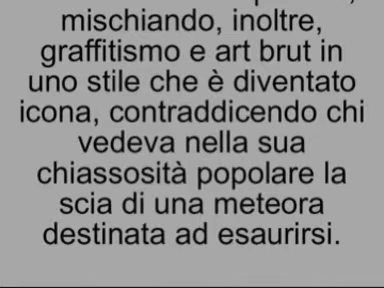 mischiando, inoltre,
graffitismo e art brut in
uno stile che è diventato
icona, contraddicendo chi
vedeva nella sua
chiassosità popolare la
scia di una meteora
destinata ad esaurirsi.